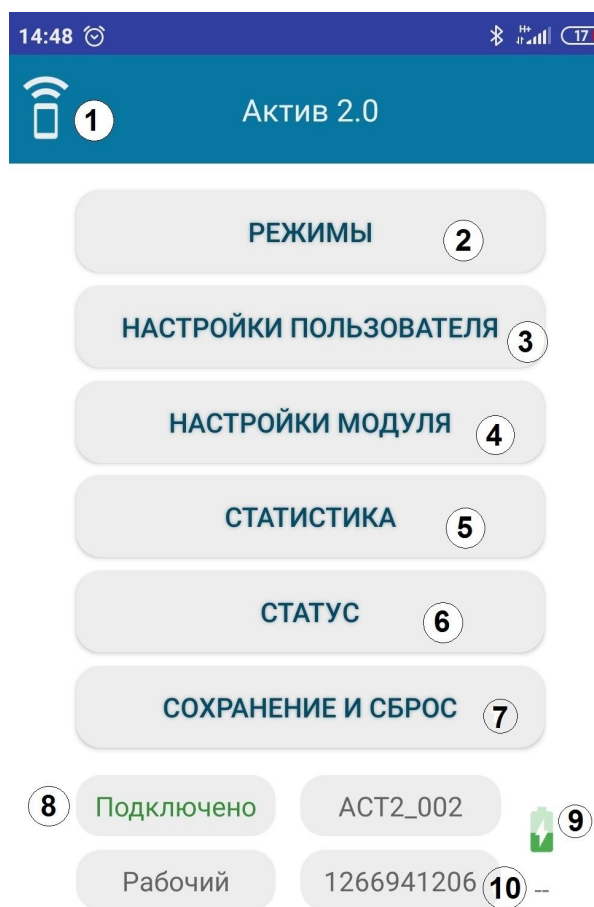 14:48 H+ 17
1 Актив 2.0
РЕЖИМЫ 2
НАСТРОЙКИ ПОЛЬЗОВАТЕЛЯ 3
НАСТРОЙКИ МОДУЛЯ 4
СТАТИСТИКА 5
СТАТУС 6
СОХРАНЕНИЕ И СБРОС 7
8 Подключено ACT2_002 9
Рабочий 1266941206 10 --